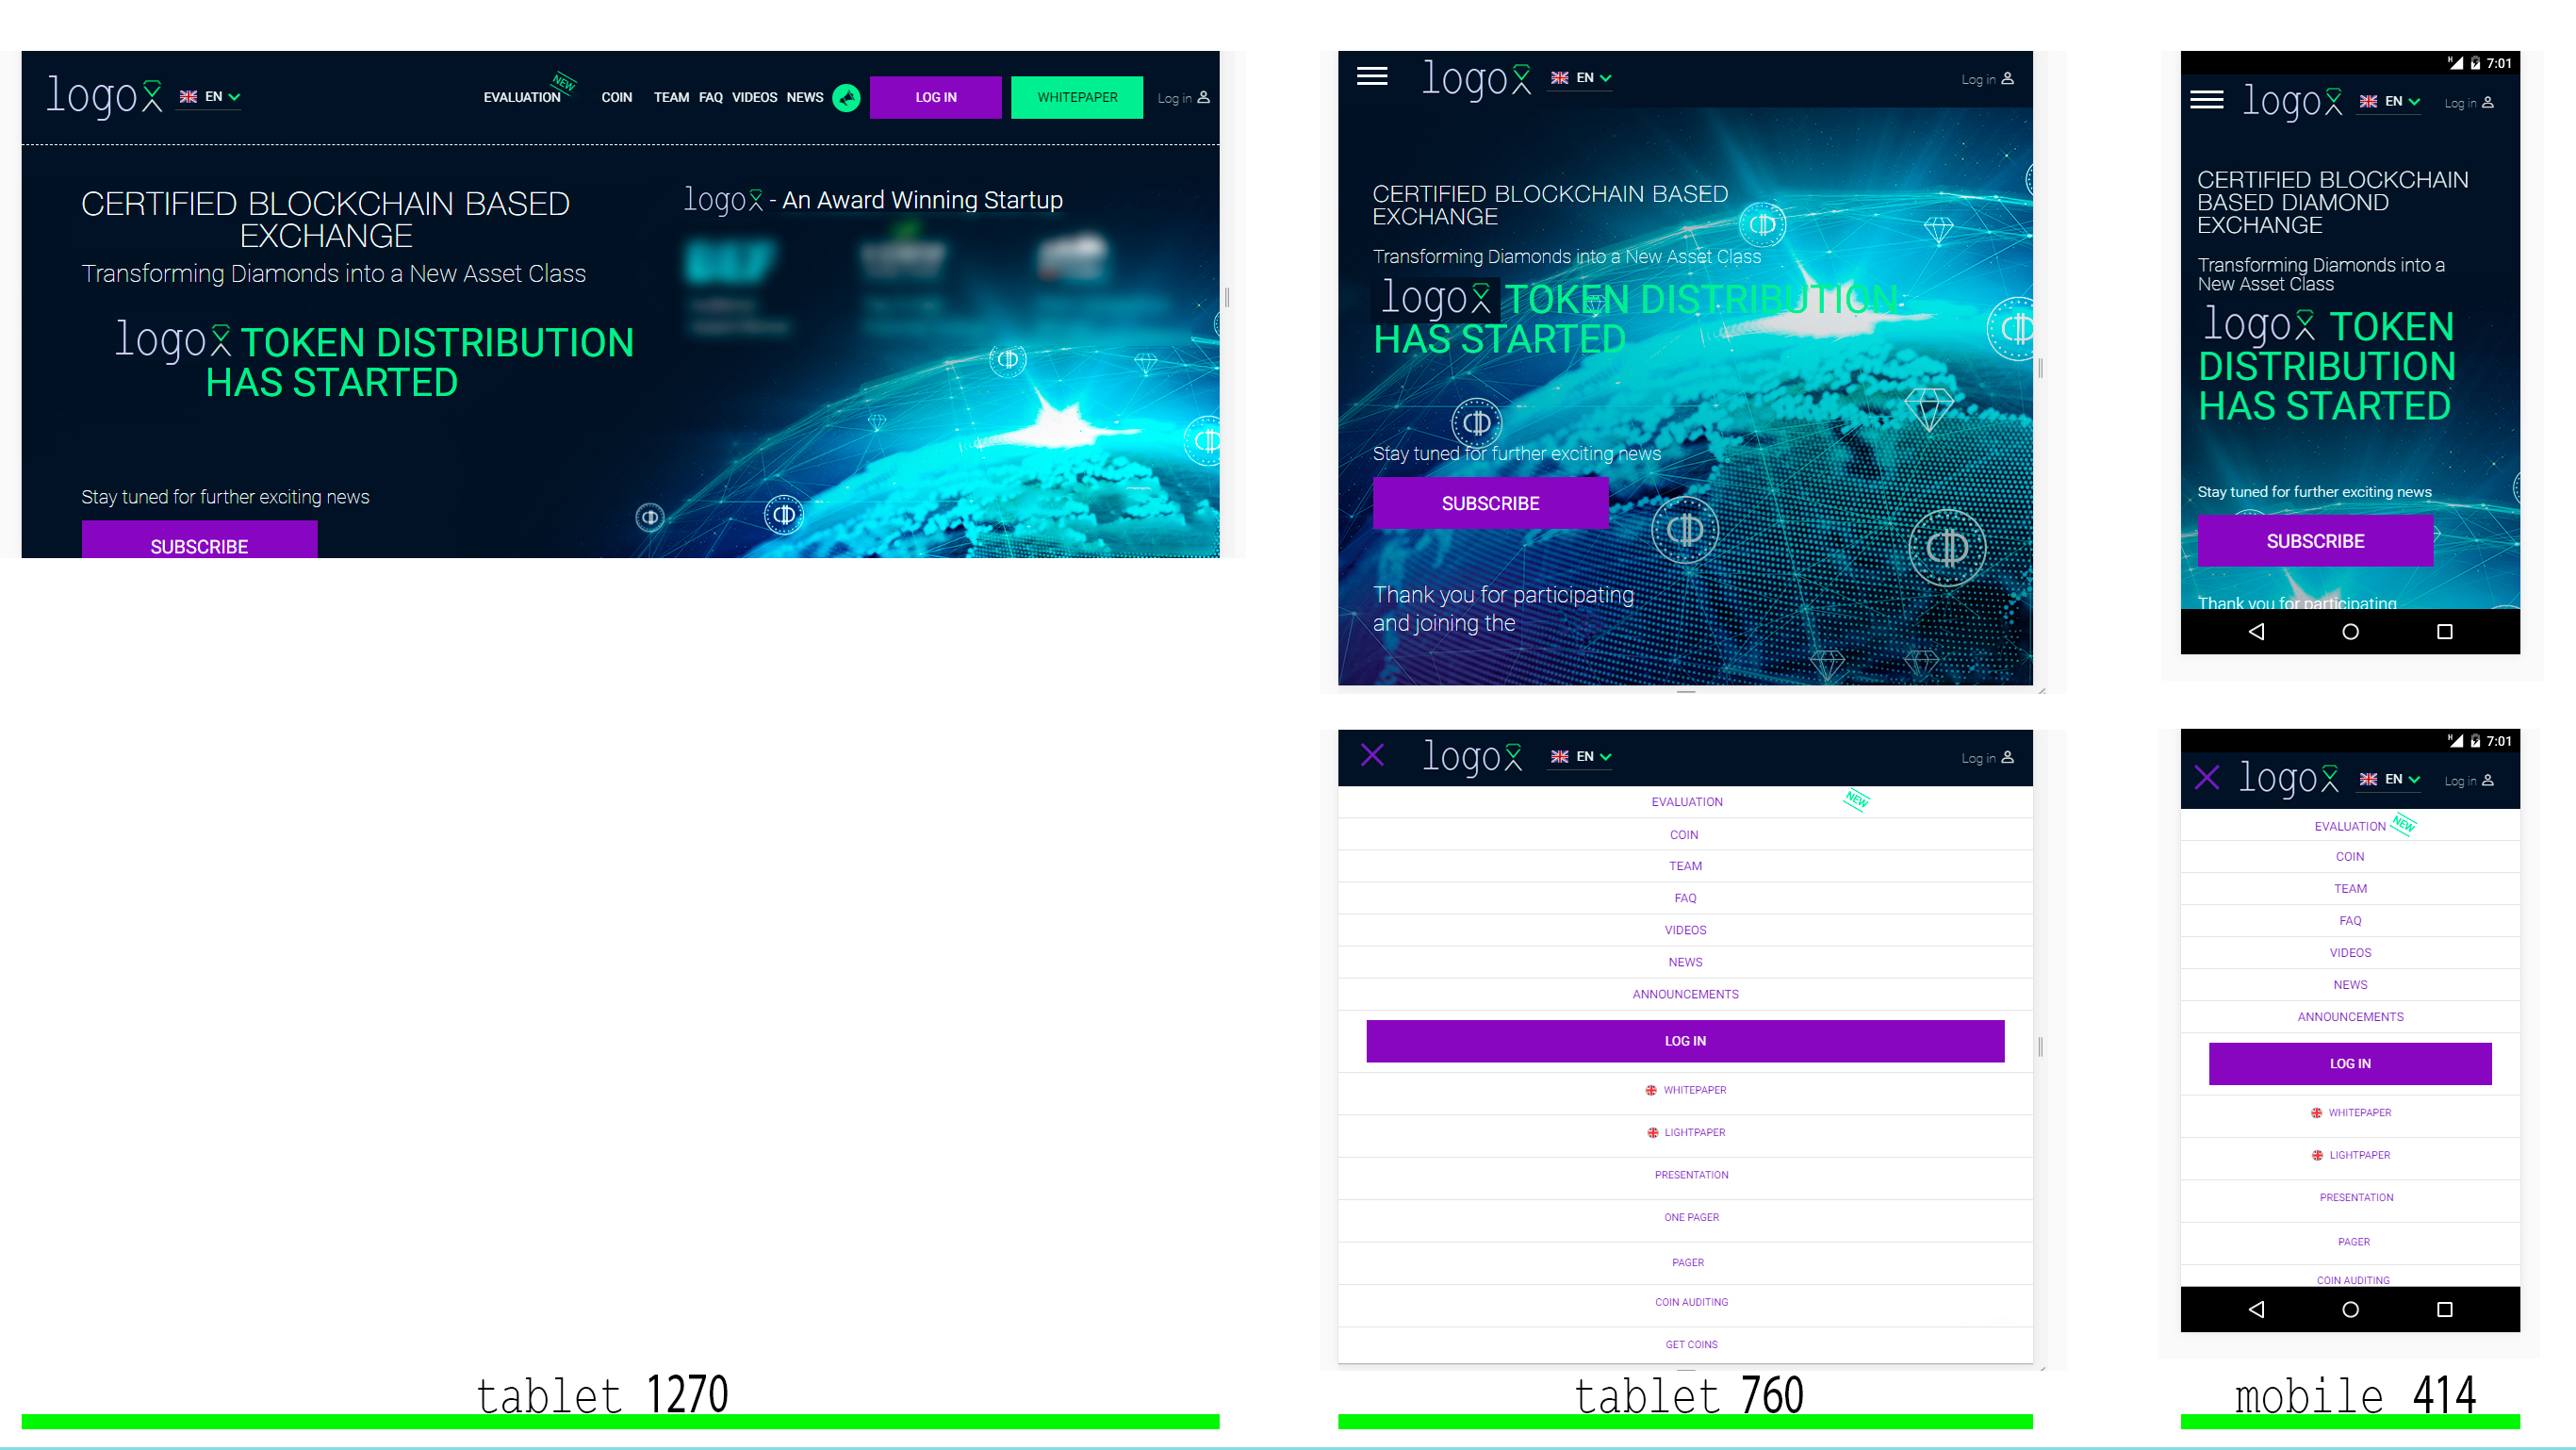 logo EN EVALUATION NEW COIN TEAM FAQ VIDEOS NEWS LOG IN WHITEPAPER Log in
CERTIFIED BLOCKCHAIN BASED
EXCHANGE
Transforming Diamonds into a New Asset Class
logo TOKEN DISTRIBUTION
HAS STARTED
Stay tuned for further exciting news
SUBSCRIBE
logo - An Award Winning Startup
logo EN Log in
CERTIFIED BLOCKCHAIN BASED
EXCHANGE
Transforming Diamonds into a New Asset Class
logo TOKEN DISTRIBUTION
HAS STARTED
Stay tuned for further exciting news
SUBSCRIBE
Thank you for participating
and joining the
H 7:01
logo EN Log in
CERTIFIED BLOCKCHAIN
BASED DIAMOND
EXCHANGE
Transforming Diamonds into a
New Asset Class
logo TOKEN
DISTRIBUTION
HAS STARTED
Stay tuned for further exciting news
SUBSCRIBE
Thank you for participating
logo EN Log in
EVALUATION NEW
COIN
TEAM
FAQ
VIDEOS
NEWS
ANNOUNCEMENTS
LOG IN
WHITEPAPER
LIGHTPAPER
PRESENTATION
ONE PAGER
PAGER
COIN AUDITING
GET COINS
H 7:01
logo EN Log in
EVALUATION NEW
COIN
TEAM
FAQ
VIDEOS
NEWS
ANNOUNCEMENTS
LOG IN
WHITEPAPER
LIGHTPAPER
PRESENTATION
PAGER
COIN AUDITING
tablet 1270
tablet 760
mobile 414